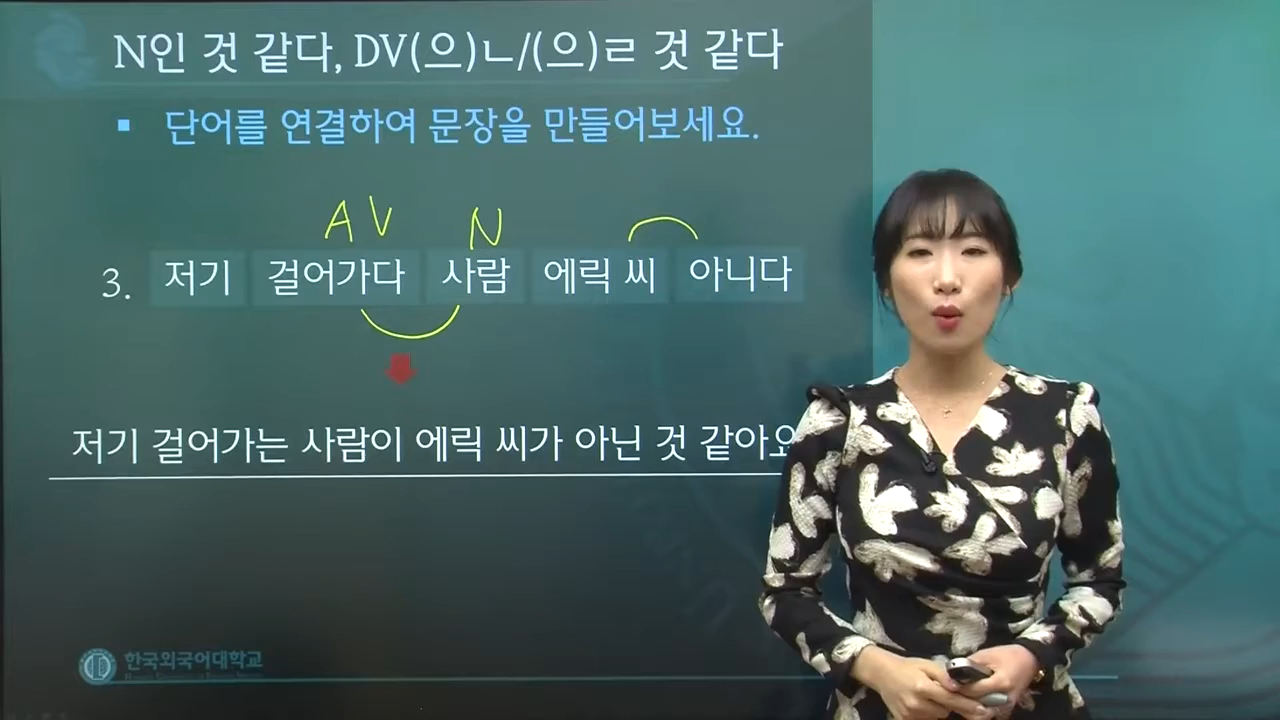 N인 것 같다, DV(으)ㄴ/(으)ㄹ 것 같다
▪ 단어를 연결하여 문장을 만들어보세요.
A V N
3. 저기 걸어가다 사람 에릭 씨 아니다
저기 걸어가는 사람이 에릭 씨가 아닌 것 같아요
한국외국어대학교